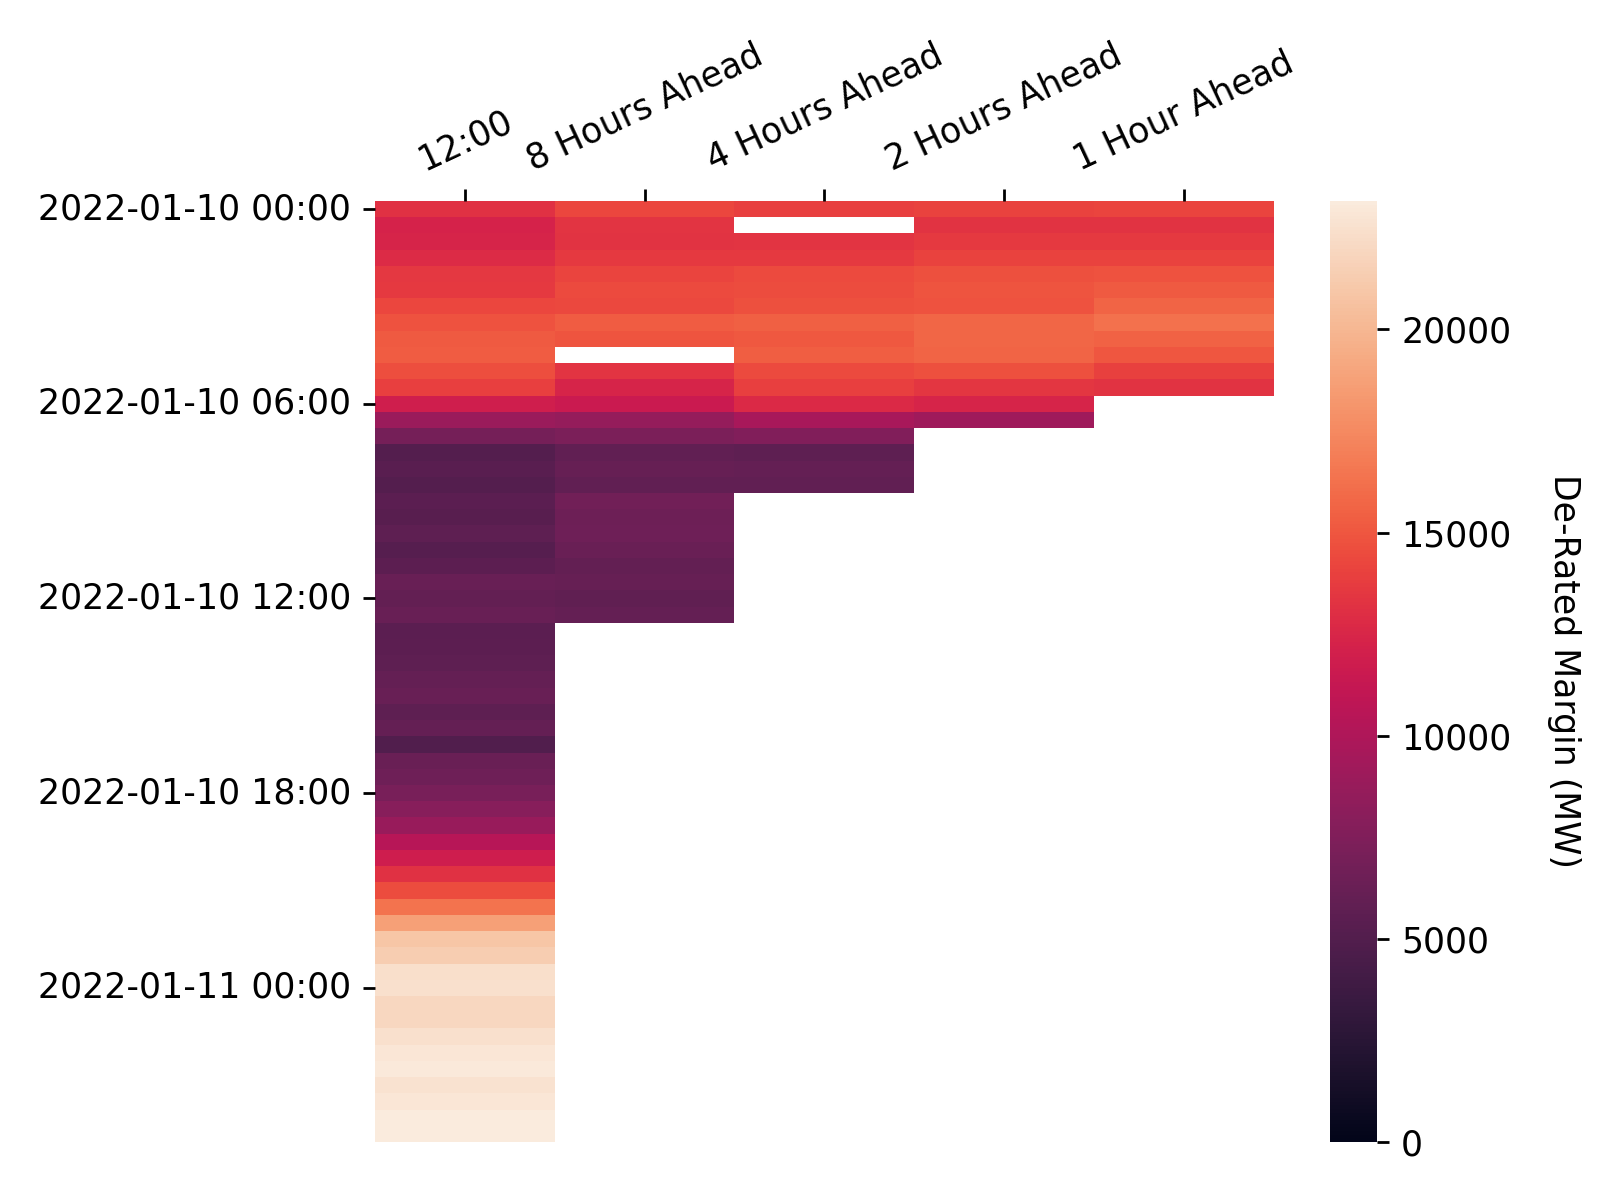 12:00
8 Hours Ahead
4 Hours Ahead
2 Hours Ahead
1 Hour Ahead
2022-01-10 00:00
2022-01-10 06:00
2022-01-10 12:00
2022-01-10 18:00
2022-01-11 00:00
20000
15000
10000
5000
0
De-Rated Margin (MW)